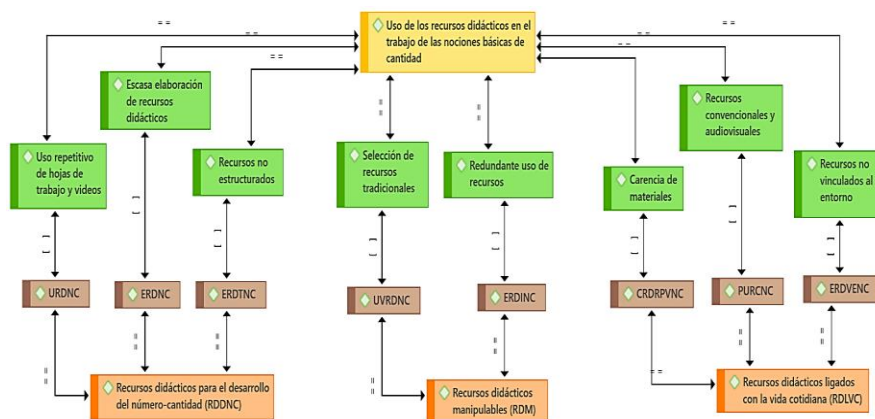 Uso de los recursos didácticos en el
trabajo de las nociones básicas de
cantidad
Escasa elaboración
de recursos
didácticos
Recursos
convencionales y
audiovisuales
Uso repetitivo
de hojas de
trabajo y videos
Recursos no
estructurados
Selección de
recursos
tradicionales
Redundante uso de
recursos
Carencia de
materiales
Recursos no
vinculados al
entorno
URDNC
ERDNC
ERDTNC
UVRDNC
ERDINC
CRDRPVNC
PURCNC
ERDVENC
Recursos didácticos para el desarrollo
del número-cantidad (RDDNC)
Recursos didácticos
manipulables (RDM)
Recursos didácticos ligados
con la vida cotidiana (RDLVC)